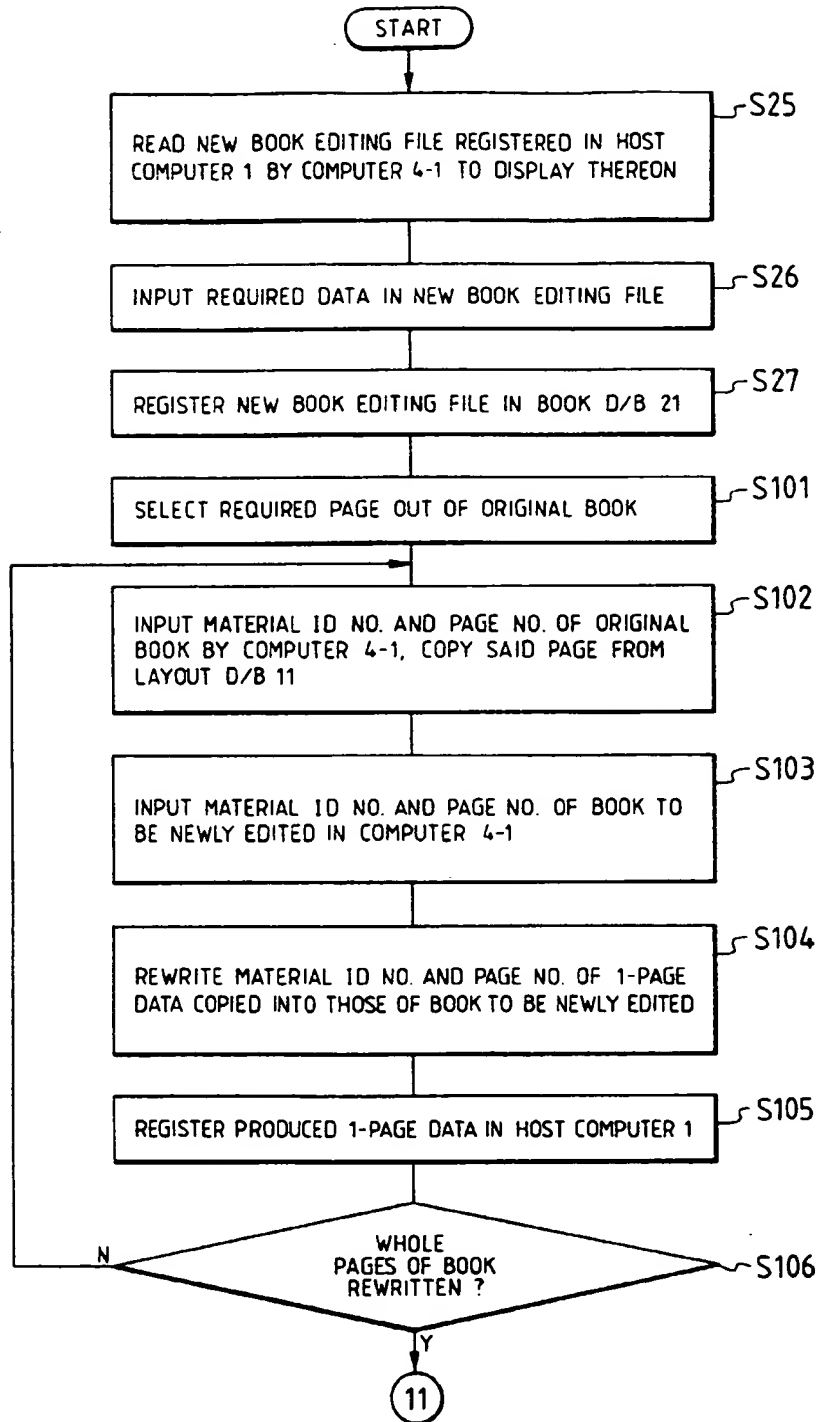 START
S25
READ NEW BOOK EDITING FILE REGISTERED IN HOST
COMPUTER 1 BY COMPUTER 4-1 TO DISPLAY THEREON
S26
INPUT REQUIRED DATA IN NEW BOOK EDITING FILE
S27
REGISTER NEW BOOK EDITING FILE IN BOOK D/B 21
S101
SELECT REQUIRED PAGE OUT OF ORIGINAL BOOK
S102
INPUT MATERIAL ID NO. AND PAGE NO. OF ORIGINAL
BOOK BY COMPUTER 4-1, COPY SAID PAGE FROM
LAYOUT D/B 11
S103
INPUT MATERIAL ID NO. AND PAGE NO. OF BOOK TO
BE NEWLY EDITED IN COMPUTER 4-1
S104
REWRITE MATERIAL ID NO. AND PAGE NO. OF 1-PAGE
DATA COPIED INTO THOSE OF BOOK TO BE NEWLY EDITED
S105
REGISTER PRODUCED 1-PAGE DATA IN HOST COMPUTER 1
N
WHOLE
PAGES OF BOOK
REWRITTEN ?
S106
Y
11